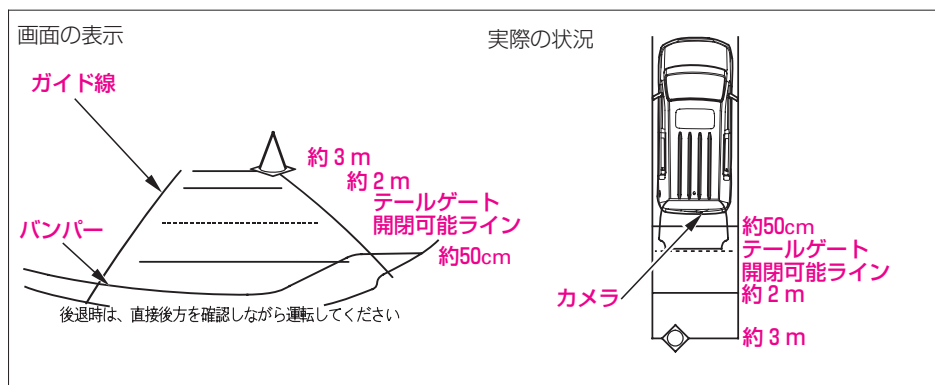 画面の表示
ガイド線
約 3 m
約 2 m
テールゲート
開閉可能ライン
約50cm
バンパー
後退時は、直接後方を確認しながら運転してください
実際の状況
約50cm
テールゲート
開閉可能ライン
カメラ
約 2 m
約 3 m